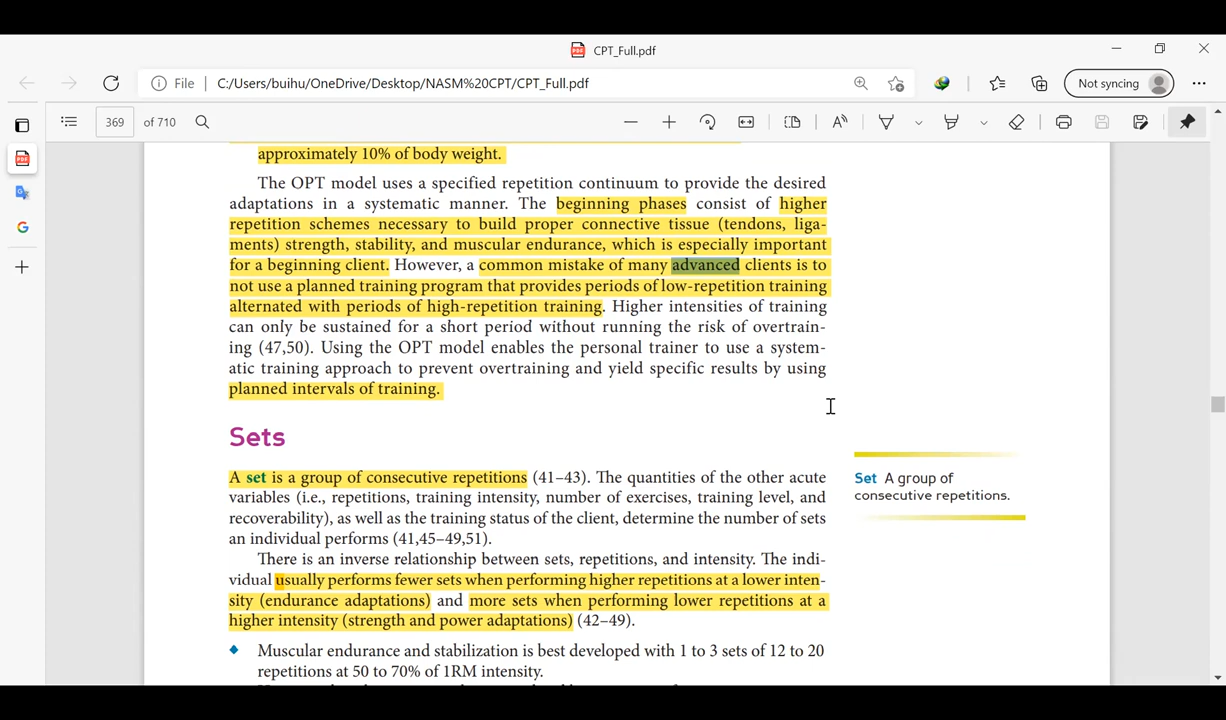 CPT_Full.pdf
File | C:/Users/buihu/OneDrive/Desktop/NASM%20CPT/CPT_Full.pdf
Not syncing
369 of 710
approximately 10% of body weight.
The OPT model uses a specified repetition continuum to provide the desired
adaptations in a systematic manner. The beginning phases consist of higher
repetition schemes necessary to build proper connective tissue (tendons, liga-
ments) strength, stability, and muscular endurance, which is especially important
for a beginning client. However, a common mistake of many advanced clients is to
not use a planned training program that provides periods of low-repetition training
alternated with periods of high-repetition training. Higher intensities of training
can only be sustained for a short period without running the risk of overtrain-
ing (47,50). Using the OPT model enables the personal trainer to use a system-
atic training approach to prevent overtraining and yield specific results by using
planned intervals of training.
Sets
A set is a group of consecutive repetitions (41–43). The quantities of the other acute
variables (i.e., repetitions, training intensity, number of exercises, training level, and
recoverability), as well as the training status of the client, determine the number of sets
an individual performs (41,45–49,51).
There is an inverse relationship between sets, repetitions, and intensity. The indi-
vidual usually performs fewer sets when performing higher repetitions at a lower inten-
sity (endurance adaptations) and more sets when performing lower repetitions at a
higher intensity (strength and power adaptations) (42–49).
◆ Muscular endurance and stabilization is best developed with 1 to 3 sets of 12 to 20
repetitions at 50 to 70% of 1RM intensity.
Set A group of
consecutive repetitions.